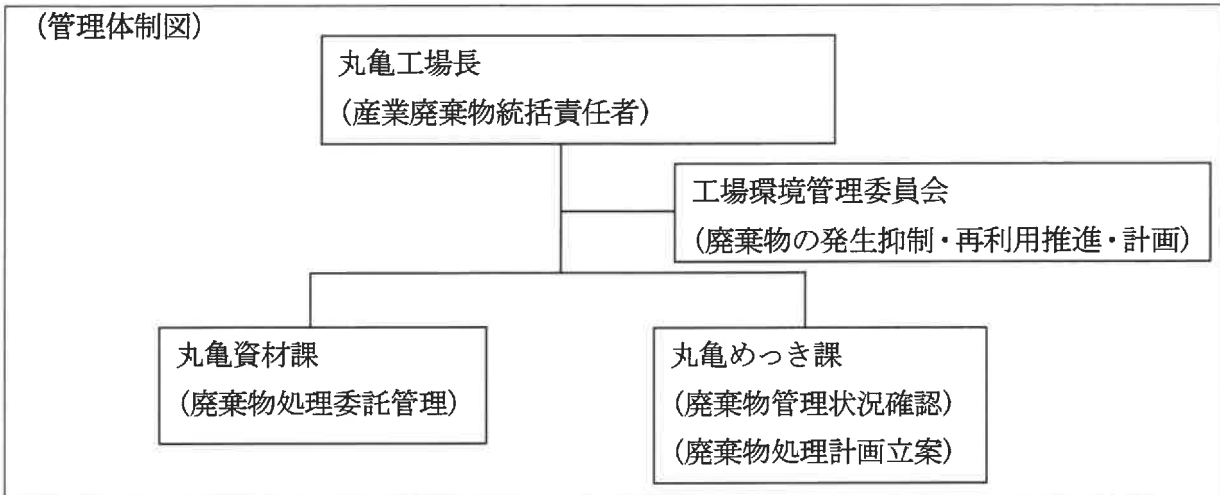 (管理体制図)
丸亀工場長
(産業廃棄物統括責任者)
工場環境管理委員会
(廃棄物の発生抑制・再利用推進・計画)
丸亀資材課
(廃棄物処理委託管理)
丸亀めっき課
(廃棄物管理状況確認)
(廃棄物処理計画立案)